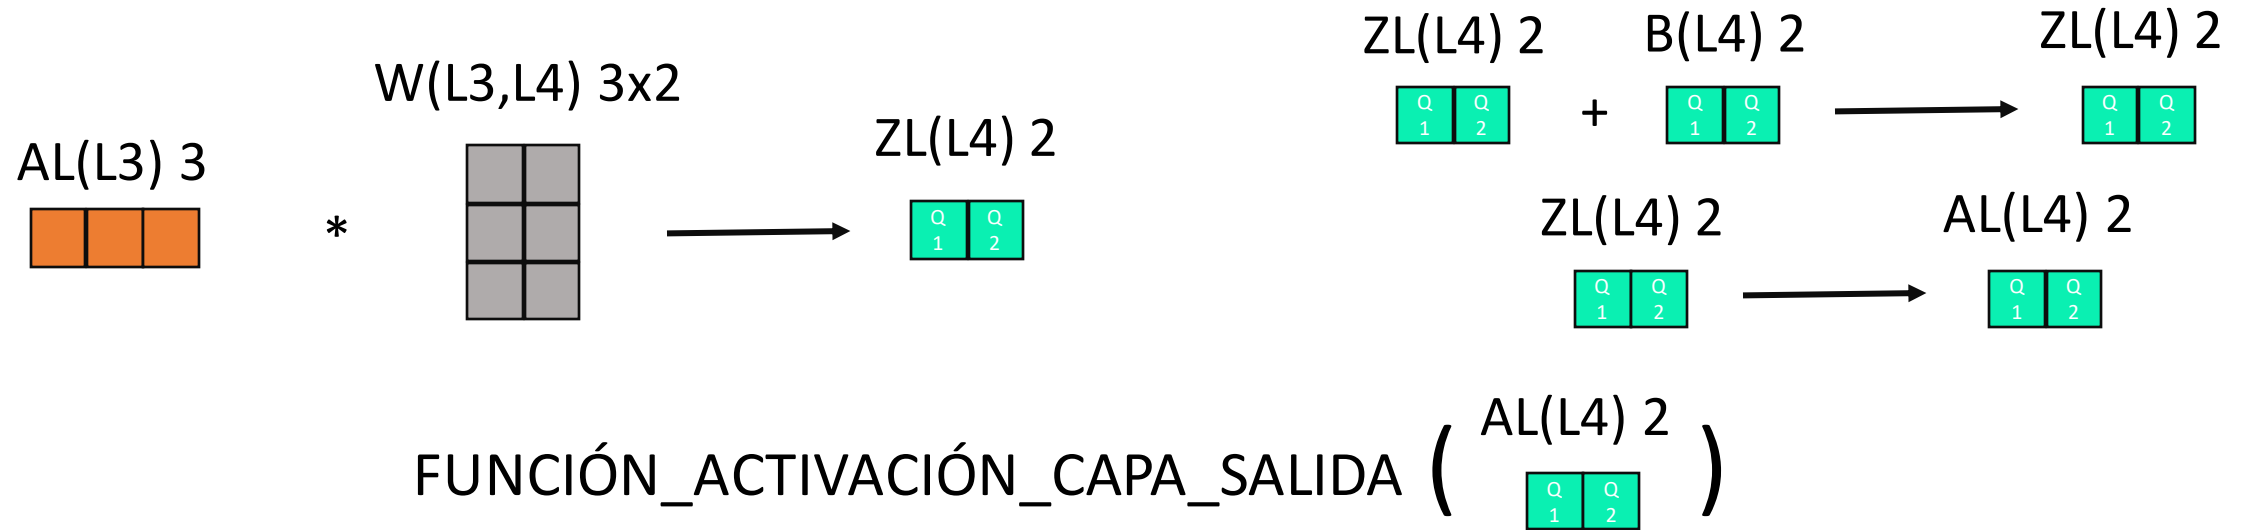 AL(L3) 3
*
W(L3,L4) 3x2
ZL(L4) 2
Q 1 Q 2
ZL(L4) 2
Q 1 Q 2
+
B(L4) 2
Q 1 Q 2
ZL(L4) 2
Q 1 Q 2
ZL(L4) 2
Q 1 Q 2
AL(L4) 2
Q 1 Q 2
FUNCIÓN_ACTIVACIÓN_CAPA_SALIDA (
AL(L4) 2
Q 1 Q 2
)